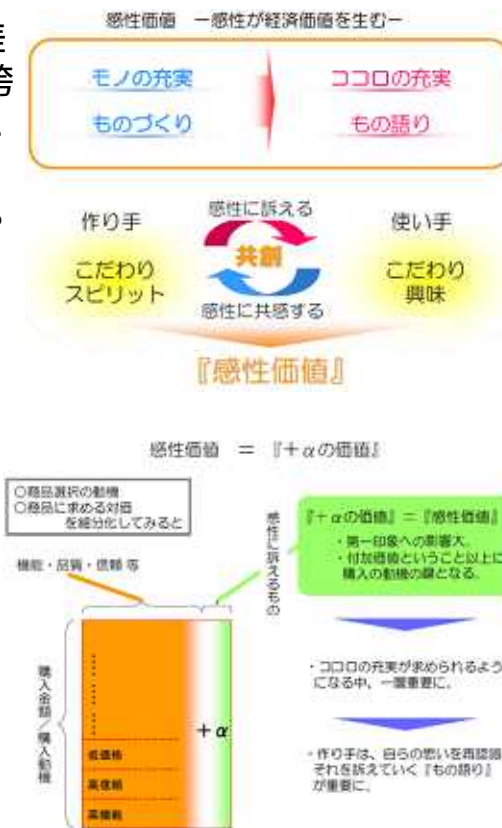 感性価値 −感性が経済価値を生む−
モノの充実
ココロの充実
ものづくり
もの語り
作り手
感性に訴える
使い手
こだわり
スピリット
共創
こだわり
興味
感性に共感する
『感性価値』
感性価値 = 『+αの価値』
○商品選択の動機
○商品に求める対価
を細分化してみると
機能・品質・信頼 等
感性に訴えるもの
『+αの価値』=『感性価値』
・第一印象への影響大。
・付加価値ということ以上に
購入の動機の鍵となる。
購入金額/購入動機
+α
低価格
高信頼
高機能
・ココロの充実が求められるよう
になる中、一層重要に。
・作り手は、自らの思いを再認識
それを訴えていく『もの語り』
が重要に。